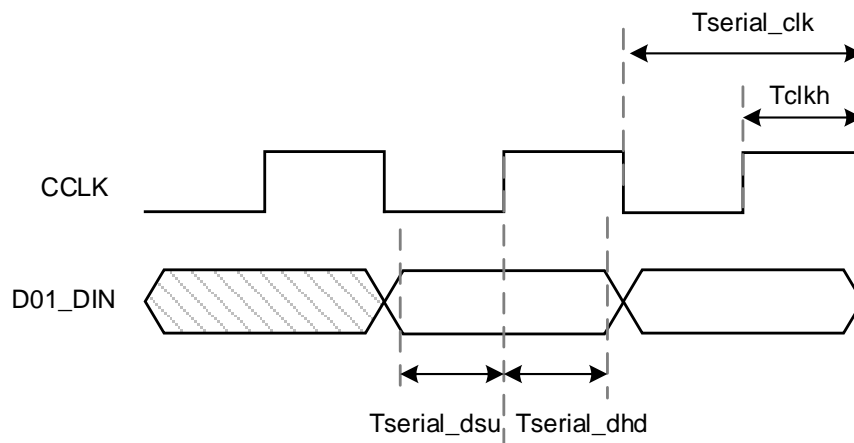 Tserial_clk
Tclkh
CCLK
D01_DIN
Tserial_dsu Tserial_dhd